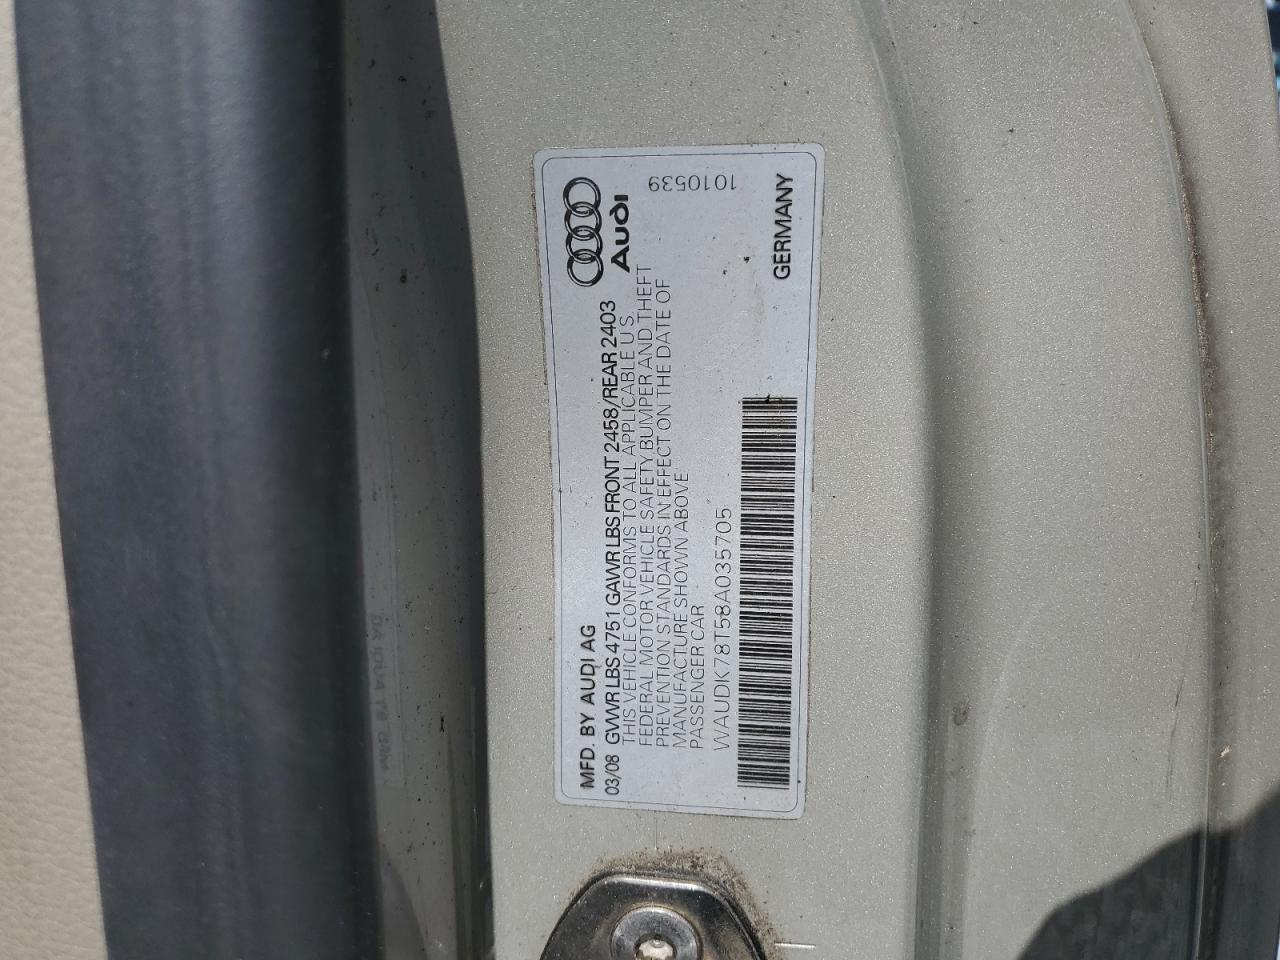 MFD. BY AUDI AG
03/08 GVWR LBS 4751 GAWR LBS FRONT 2458/REAR 2403
THIS VEHICLE CONFORMS TO ALL APPLICABLE U S
FEDERAL MOTOR VEHICLE SAFETY, BUMPER AND THEFT
PREVENTION STANDARDS IN EFFECT ON THE DATE OF
MANUFACTURE SHOWN ABOVE
PASSENGER CAR
WAUDK78T58A035705
Audi
1010539
GERMANY